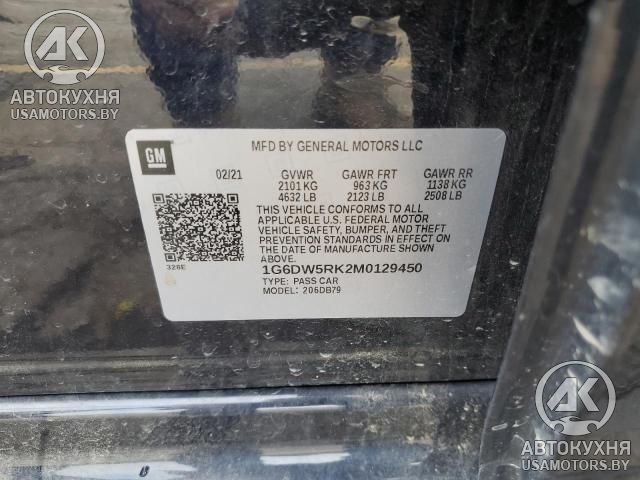 AK
АВТОКУХНЯ
USAMOTORS.BY
GM
MFD BY GENERAL MOTORS LLC
02/21 GVWR GAWR FRT GAWR RR
2101 KG 963 KG 1138 KG
4632 LB 2123 LB 2508 LB
THIS VEHICLE CONFORMS TO ALL
APPLICABLE U.S. FEDERAL MOTOR
VEHICLE SAFETY, BUMPER, AND THEFT
PREVENTION STANDARDS IN EFFECT ON
THE DATE OF MANUFACTURE SHOWN
ABOVE.
328E
1G6DW5RK2M0129450
TYPE: PASS CAR
MODEL: 206DB79
AK
АВТОКУХНЯ
USAMOTORS.BY